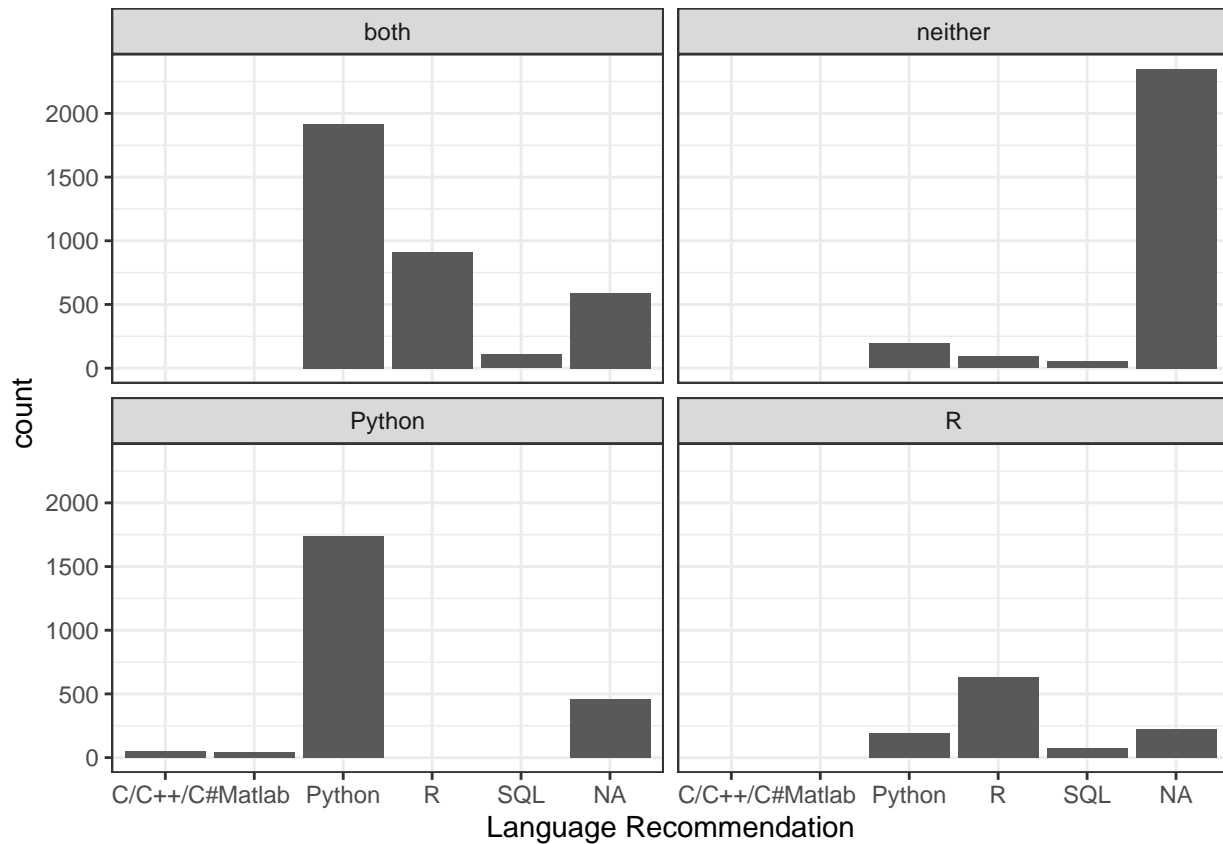 both
neither
2000
1500
1000
500
0
Python
R
2000
1500
1000
500
0
count
C/C++/C#Matlab Python R SQL NA
C/C++/C#Matlab Python R SQL NA
Language Recommendation